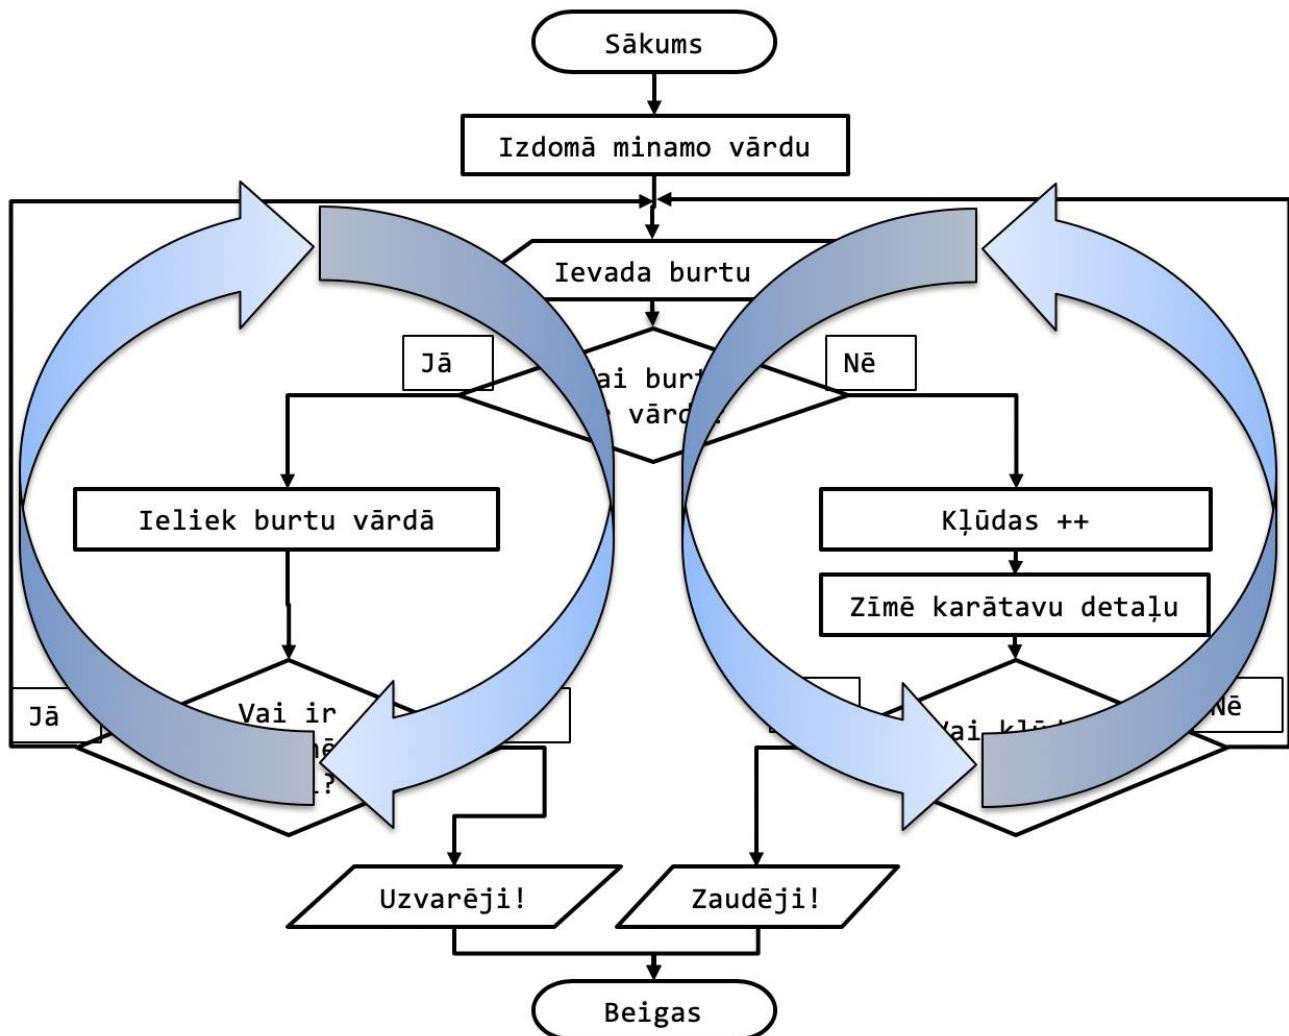 Sākums
Izdomā minamo vārdu
Ievada burtu
Jā
Nē
Ieliek burtu vārdā
Kļūdas ++
Zīmē karātavu detaļu
Jā
Vai ir
Nē
Uzvarēji!
Zaudēji!
Beigas